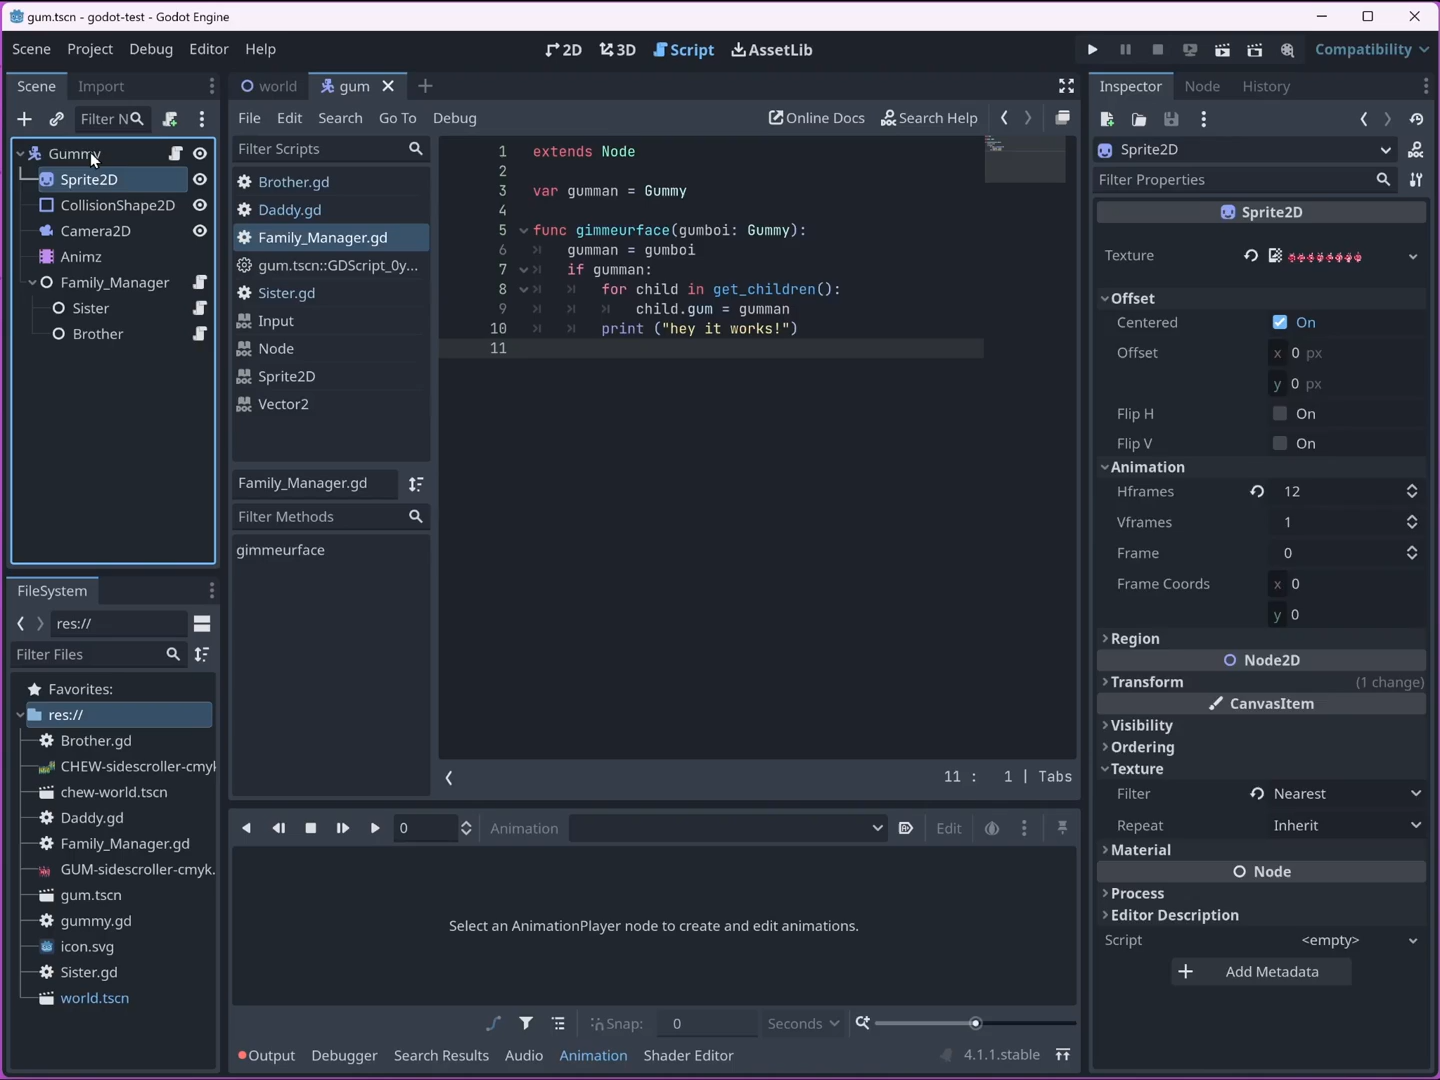 gum.tscn - godot-test - Godot Engine
Scene Project Debug Editor Help
2D 3D Script AssetLib
Compatibility
Scene Import
world gum
Inspector Node History
Filter N
File Edit Search Go To Debug
Online Docs Search Help
Gummy
Sprite2D
CollisionShape2D
Camera2D
Animz
Family_Manager
Sister
Brother
Filter Scripts
Brother.gd
Daddy.gd
Family_Manager.gd
gum.tscn::GDScript_0y...
Sister.gd
Input
Node
Sprite2D
Vector2
Family_Manager.gd
Filter Methods
gimmeurface
1 extends Node
2
3 var gumman = Gummy
4
5 func gimmeurface(gumboi: Gummy):
6 gumman = gumboi
7 if gumman:
8 for child in get_children():
9 child.gum = gumman
10 print ("hey it works!")
11
11 : 1 | Tabs
FileSystem
res://
Filter Files
Favorites:
res://
Brother.gd
CHEW-sidescroller-cmyk
chew-world.tscn
Daddy.gd
Family_Manager.gd
GUM-sidescroller-cmyk.
gum.tscn
gummy.gd
icon.svg
Sister.gd
world.tscn
0 Animation Edit
Select an AnimationPlayer node to create and edit animations.
Snap: 0 Seconds
Output Debugger Search Results Audio Animation Shader Editor 4.1.1.stable
Sprite2D
Filter Properties
Sprite2D
Texture
Offset
Centered On
Offset x 0 px
y 0 px
Flip H On
Flip V On
Animation
Hframes 12
Vframes 1
Frame 0
Frame Coords x 0
y 0
Region
Node2D
Transform (1 change)
CanvasItem
Visibility
Ordering
Texture
Filter Nearest
Repeat Inherit
Material
Node
Process
Editor Description
Script <empty>
Add Metadata